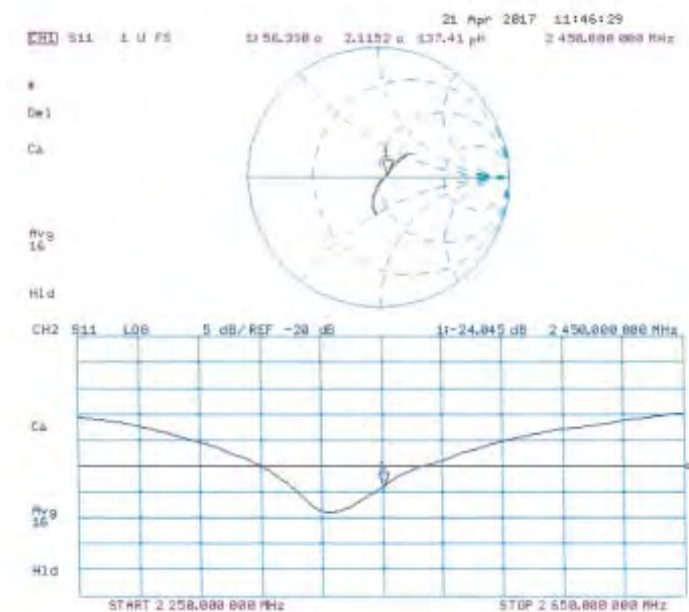 21 Apr 2017 11:46:29
CH1 S11 1 U FS 1: 56.330 Ω 2.1152 Ω 137.41 pH 2 450.000 000 MHz
*
Del
CA
Avg
16
Hld
CH2 S11 LOG 5 dB/REF -20 dB 1:-24.045 dB 2 450.000 000 MHz
CA
Avg
16
Hld
START 2 250.000 000 MHz STOP 2 650.000 000 MHz